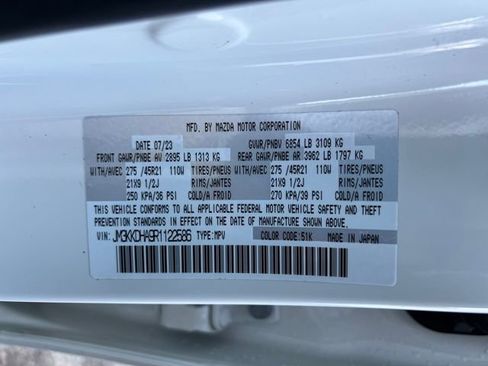 MFD. BY MAZDA MOTOR CORPORATION
DATE 07/23 GVWR/PNBV 6854 LB 3109 KG
FRONT GAWR/PNBE AV 2895 LB 1313 KG REAR GAWR/PNBE AR 3962 LB 1797 KG
WITH/AVEC 275 /45R21 110W TIRES/PNEUS WITH/AVEC 275 /45R21 110W TIRES/PNEUS
21X9 1/2J RIMS/JANTES 21X9 1/2J RIMS/JANTES
250 KPA/36 PSI COLD/A FROID 270 KPA/39 PSI COLD/A FROID
THIS VEHICLE CONFORMS TO ALL APPLICABLE FEDERAL MOTOR VEHICLE SAFETY AND THEFT
PREVENTION STANDARDS IN EFFECT ON THE DATE OF MANUFACTURE SHOWN ABOVE.
VIN: JM3KKDHA9R1122586 TYPE:MPV COLOR CODE:51K MADE IN JAPAN